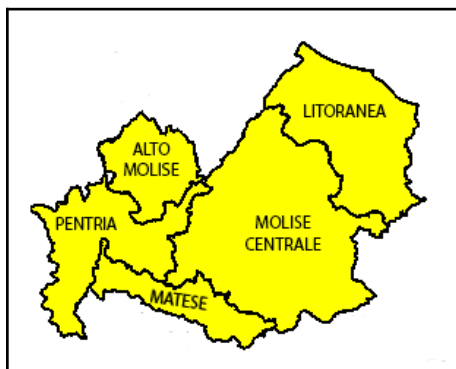 LITORANEA
ALTO
MOLISE
PENTRIA
MOLISE
CENTRALE
MATESE